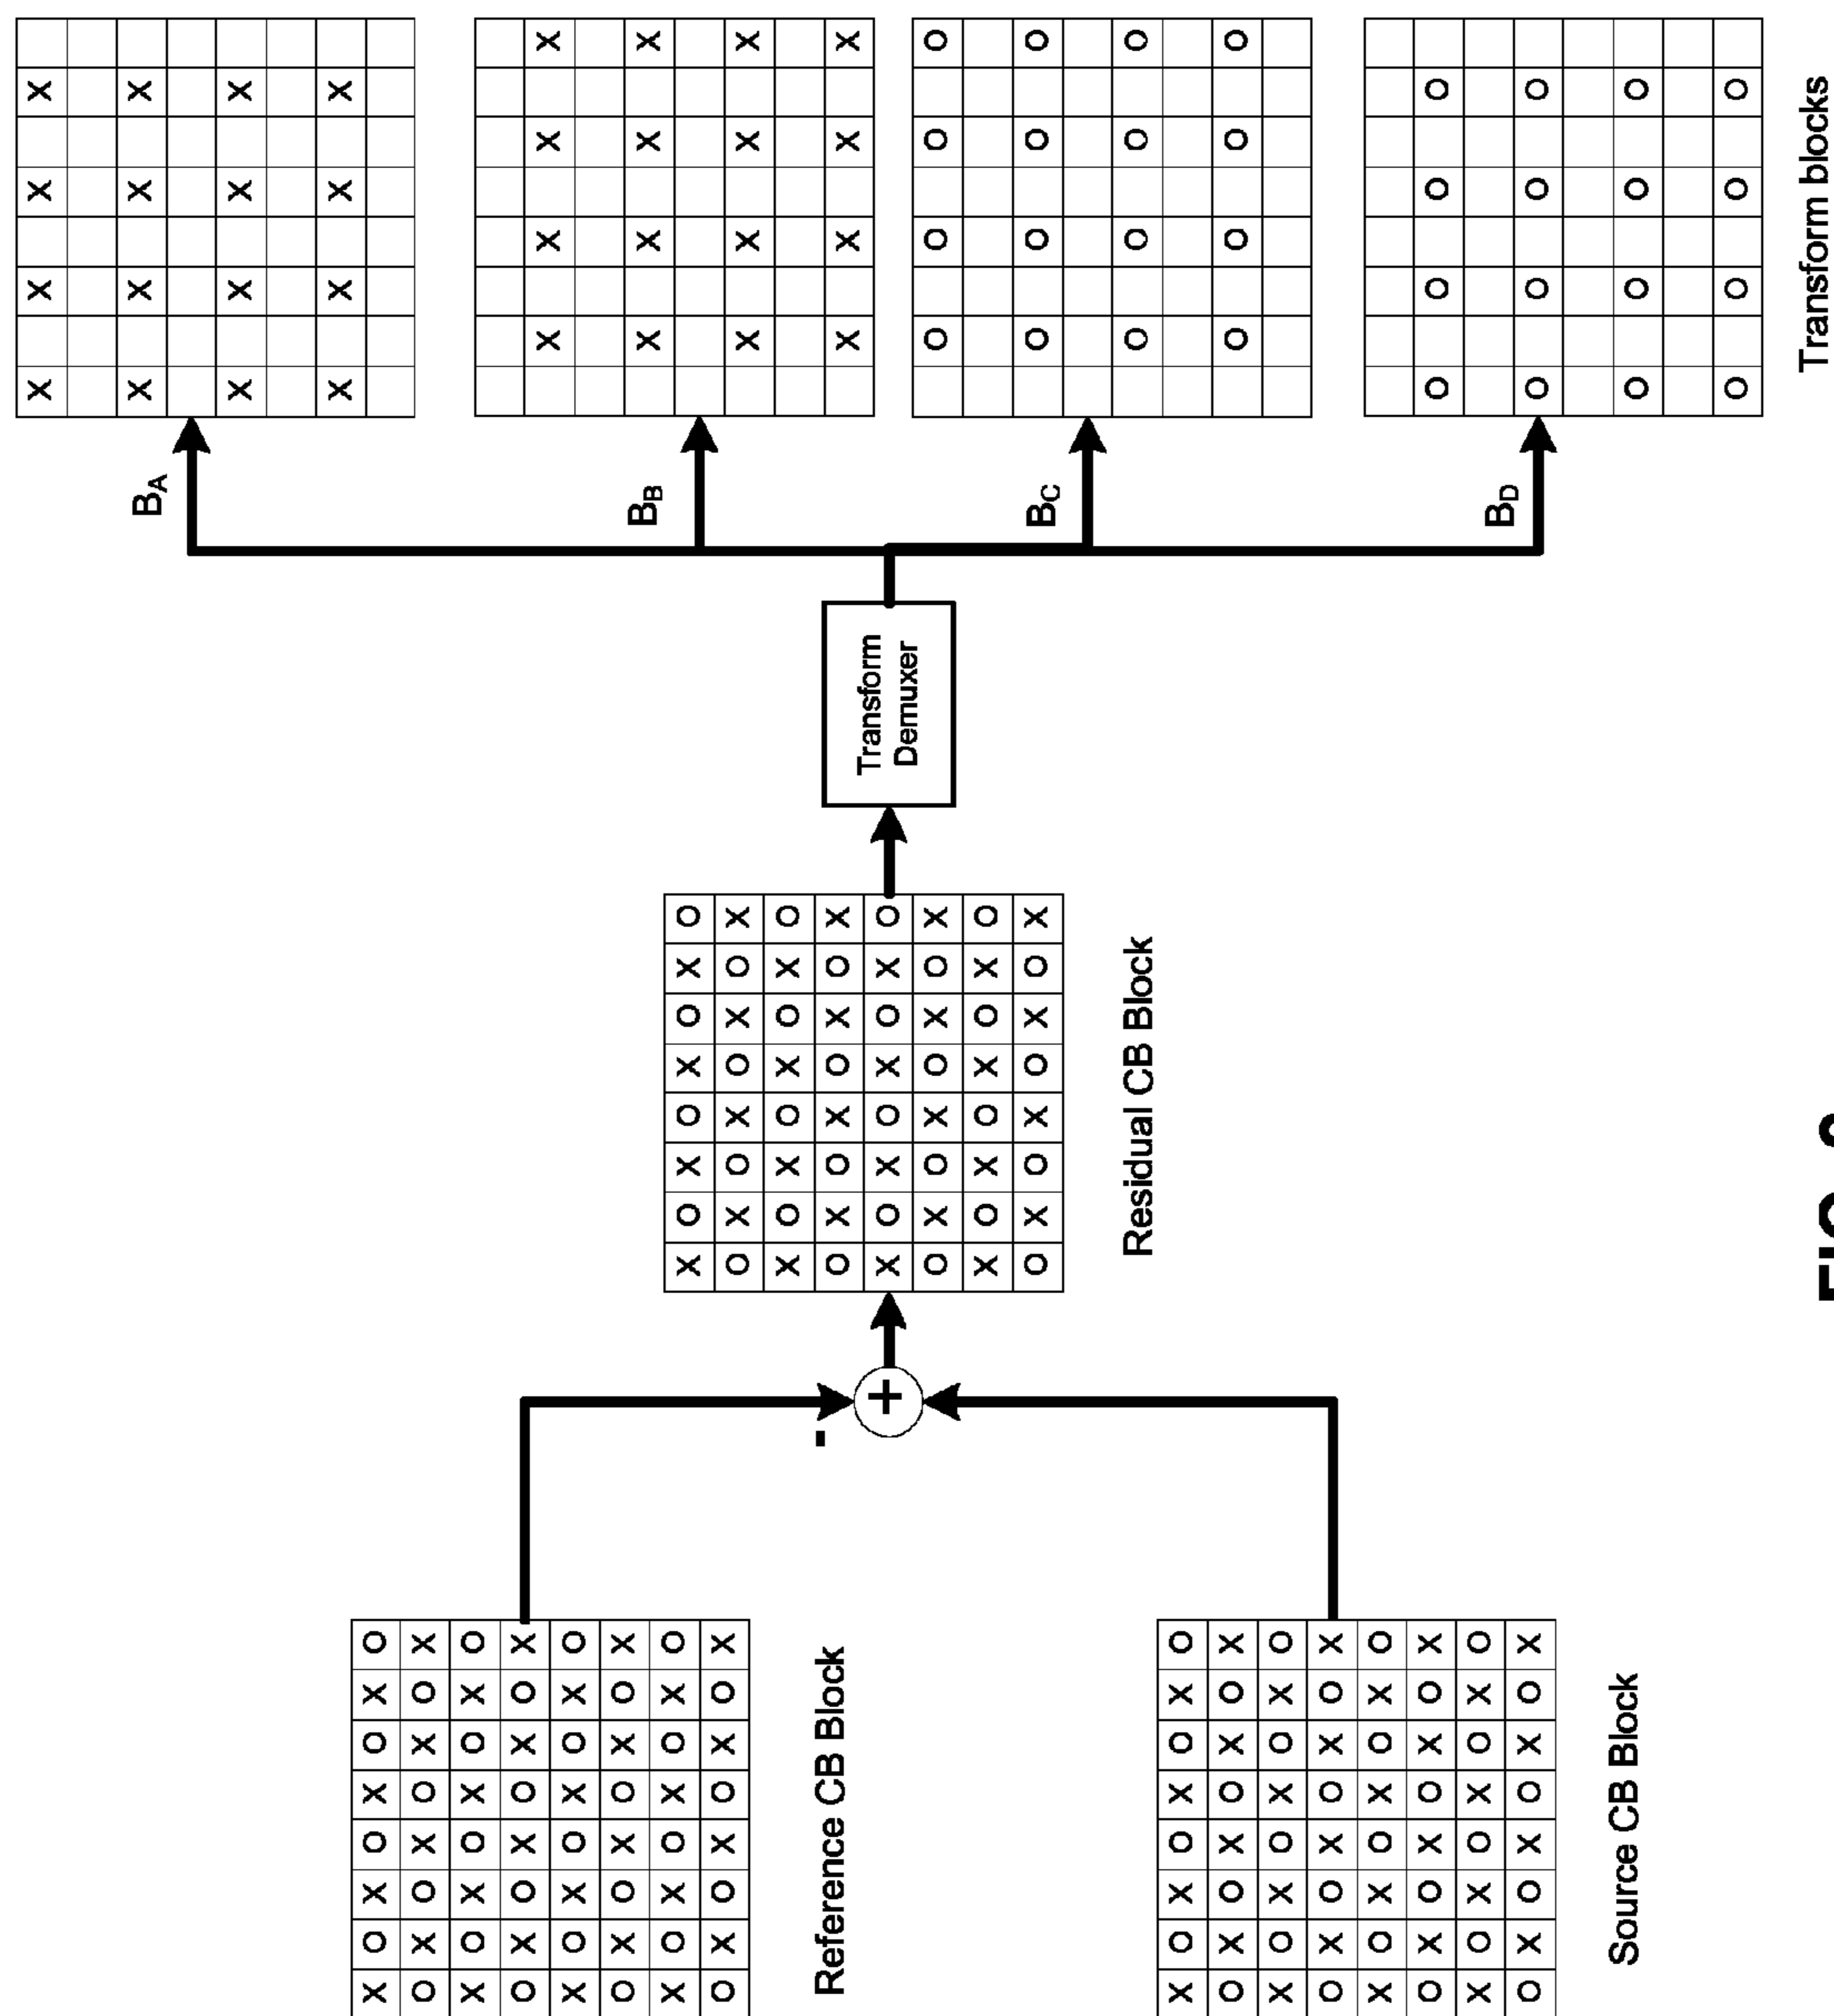 Reference CB Block
Source CB Block
-
+
Residual CB Block
Transform
Demuxer
BA
BB
BC
BD
Transform blocks